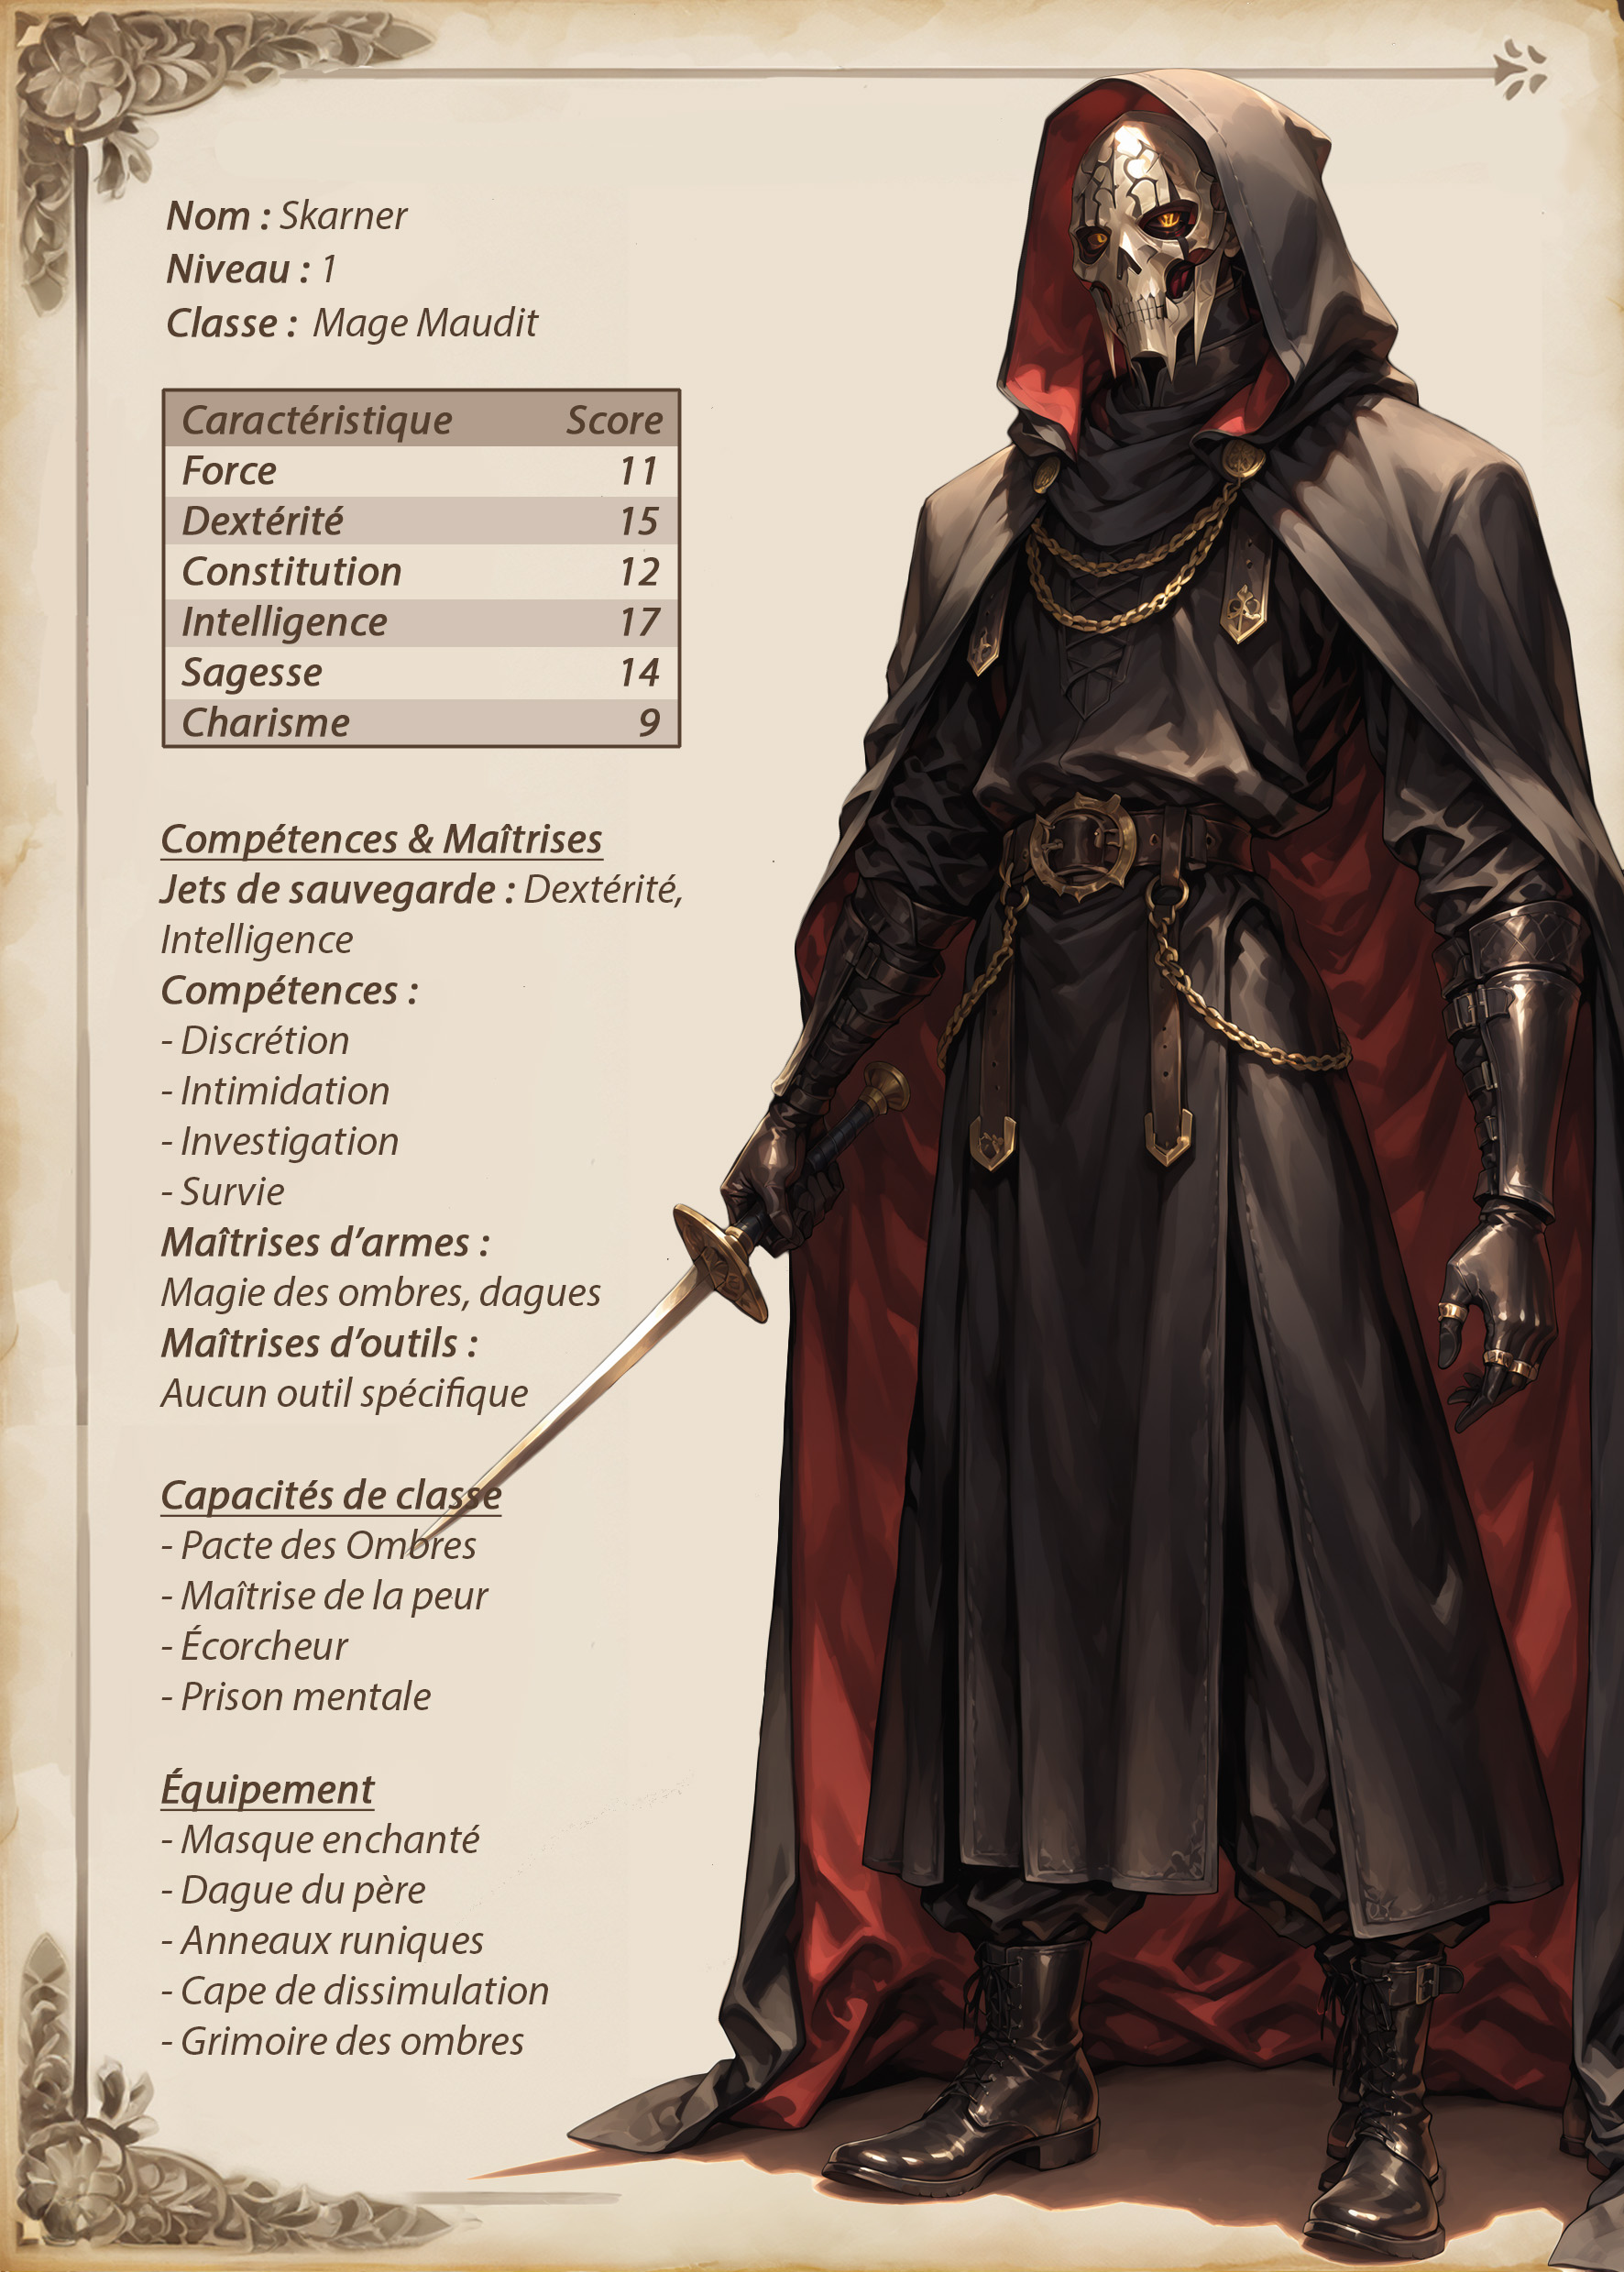 Nom : Skarner
Niveau : 1
Classe : Mage Maudit
Caractéristique Score
Force 11
Dextérité 15
Constitution 12
Intelligence 17
Sagesse 14
Charisme 9
Compétences & Maîtrises
Jets de sauvegarde : Dextérité,
Intelligence
Compétences :
- Discrétion
- Intimidation
- Investigation
- Survie
Maîtrises d’armes :
Magie des ombres, dagues
Maîtrises d’outils :
Aucun outil spécifique
Capacités de classe
- Pacte des Ombres
- Maîtrise de la peur
- Écorcheur
- Prison mentale
Équipement
- Masque enchanté
- Dague du père
- Anneaux runiques
- Cape de dissimulation
- Grimoire des ombres